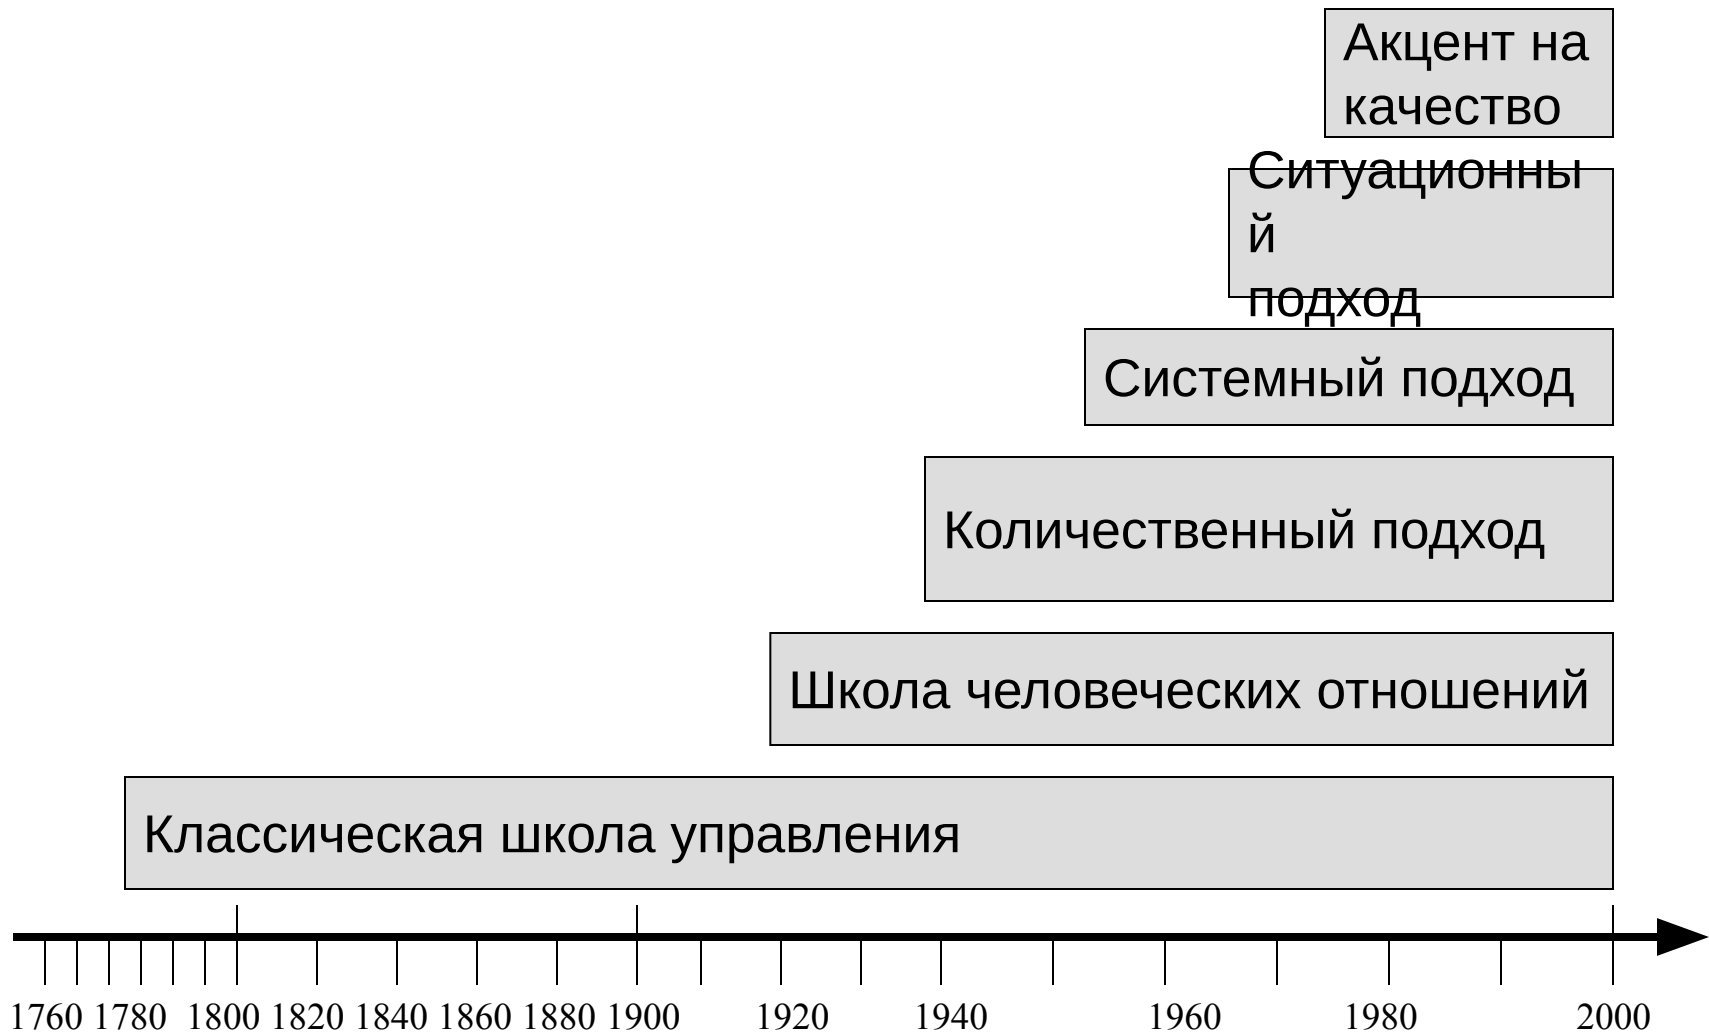 Акцент на
качество
Ситуационны
й
подход
Системный подход
Количественный подход
Школа человеческих отношений
Классическая школа управления
1760 1780 1800 1820 1840 1860 1880 1900 1920 1940 1960 1980 2000